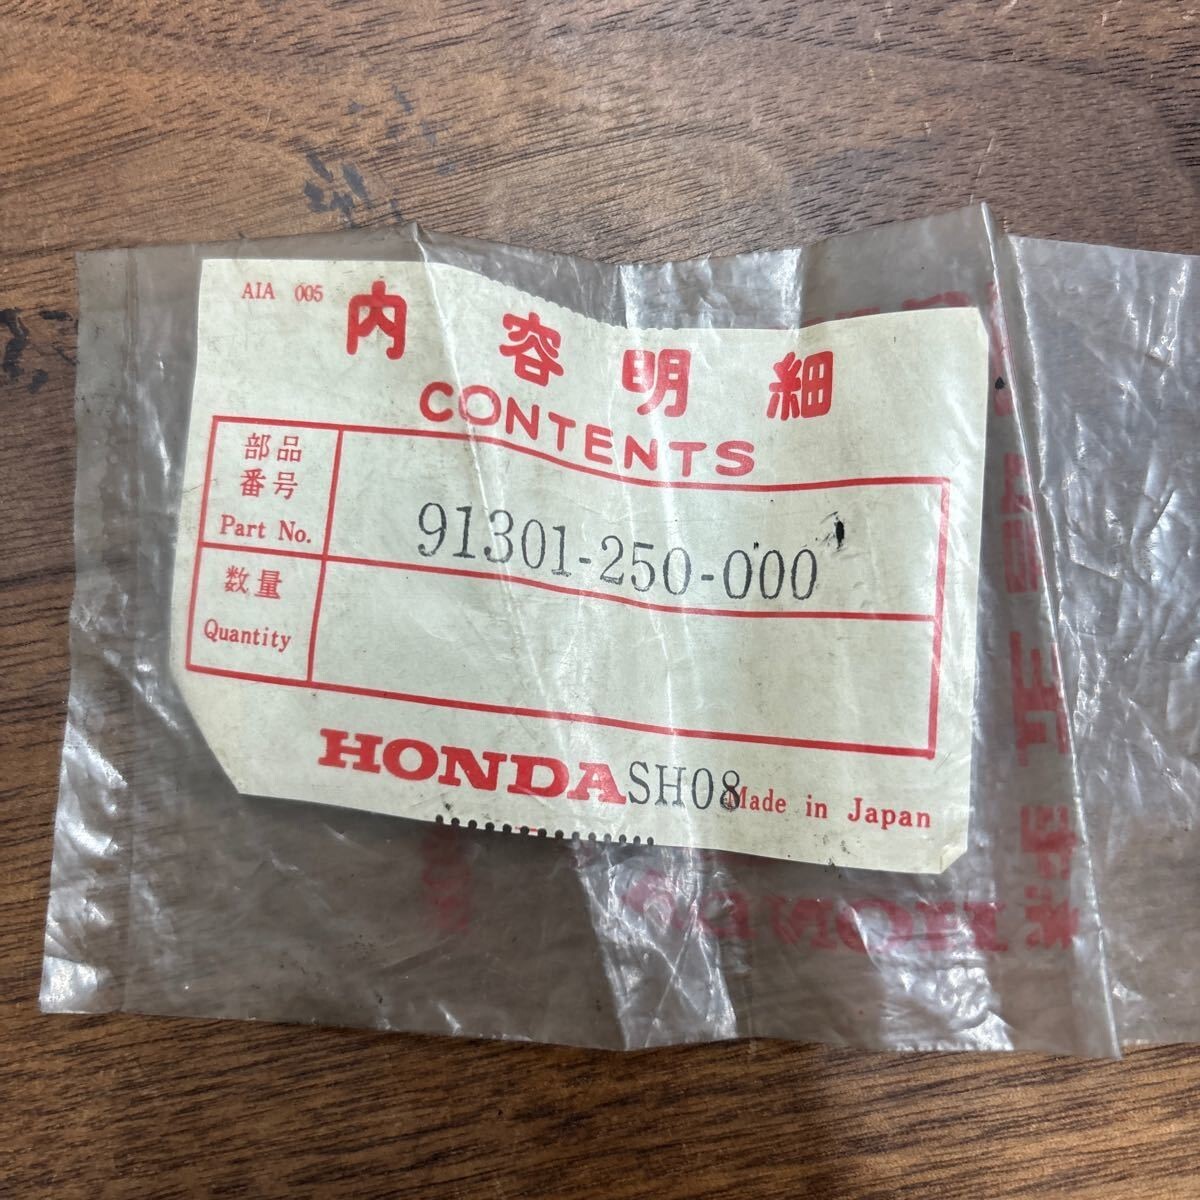 AIA 005
内容明細
CONTENTS
部品
番号
Part No.
91301-250-000
数量
Quantity
HONDA SH08 Made in Japan
HONDA